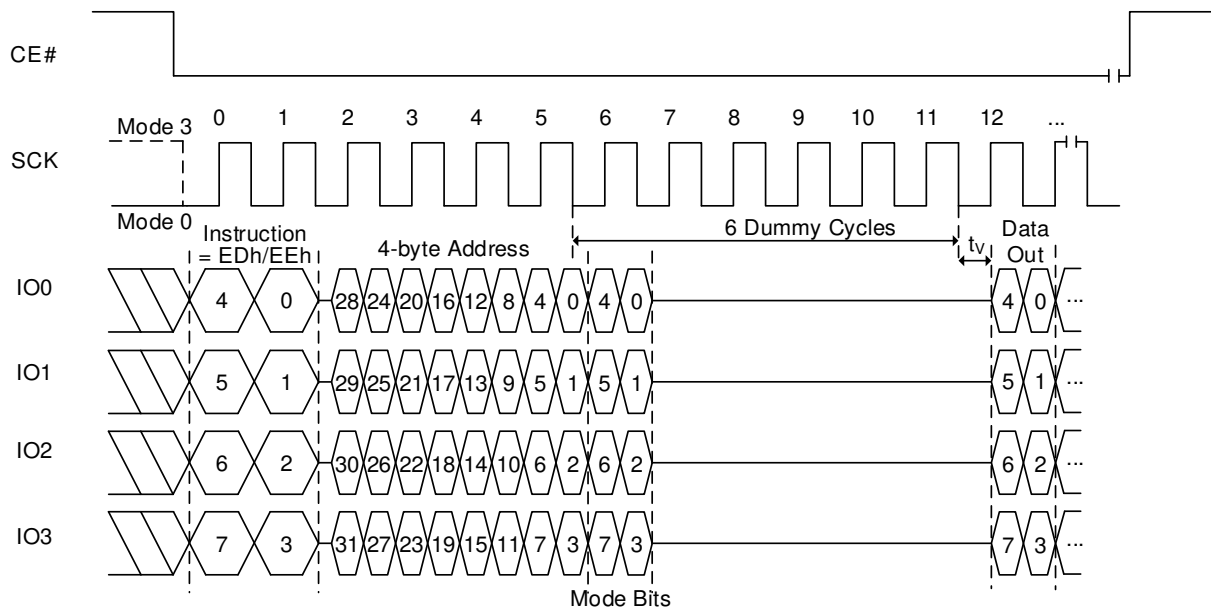 CE#
Mode 3
0 1 2 3 4 5 6 7 8 9 10 11 12 ...
SCK
Mode 0
Instruction
= EDh/EEh
4-byte Address
6 Dummy Cycles
tV
Data
Out
IO0
4 0 28 24 20 16 12 8 4 0 4 0 4 0 ...
IO1
5 1 29 25 21 17 13 9 5 1 5 1 5 1 ...
IO2
6 2 30 26 22 18 14 10 6 2 6 2 6 2 ...
IO3
7 3 31 27 23 19 15 11 7 3 7 3 7 3 ...
Mode Bits